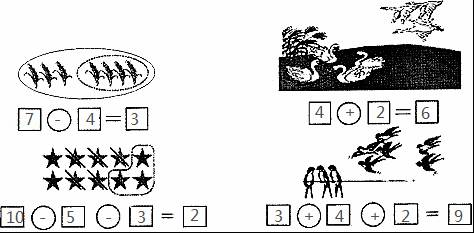 7 - 4 = 3
4 + 2 = 6
10 - 5 - 3 = 2
3 + 4 + 2 = 9